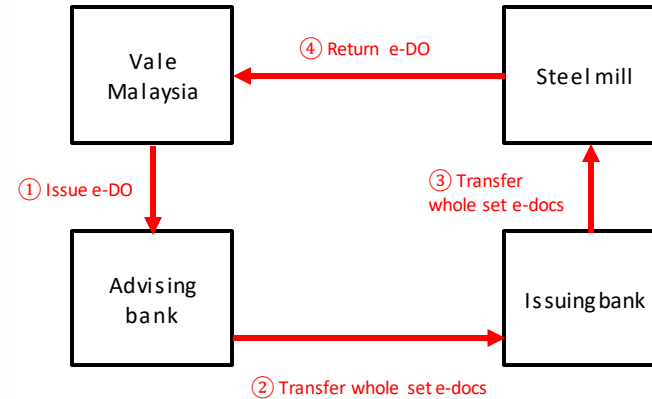 ④ Return e-DO
Vale
Malaysia
Steel mill
① Issue e-DO
③ Transfer
whole set e-docs
Advising
bank
Issuing bank
② Transfer whole set e-docs